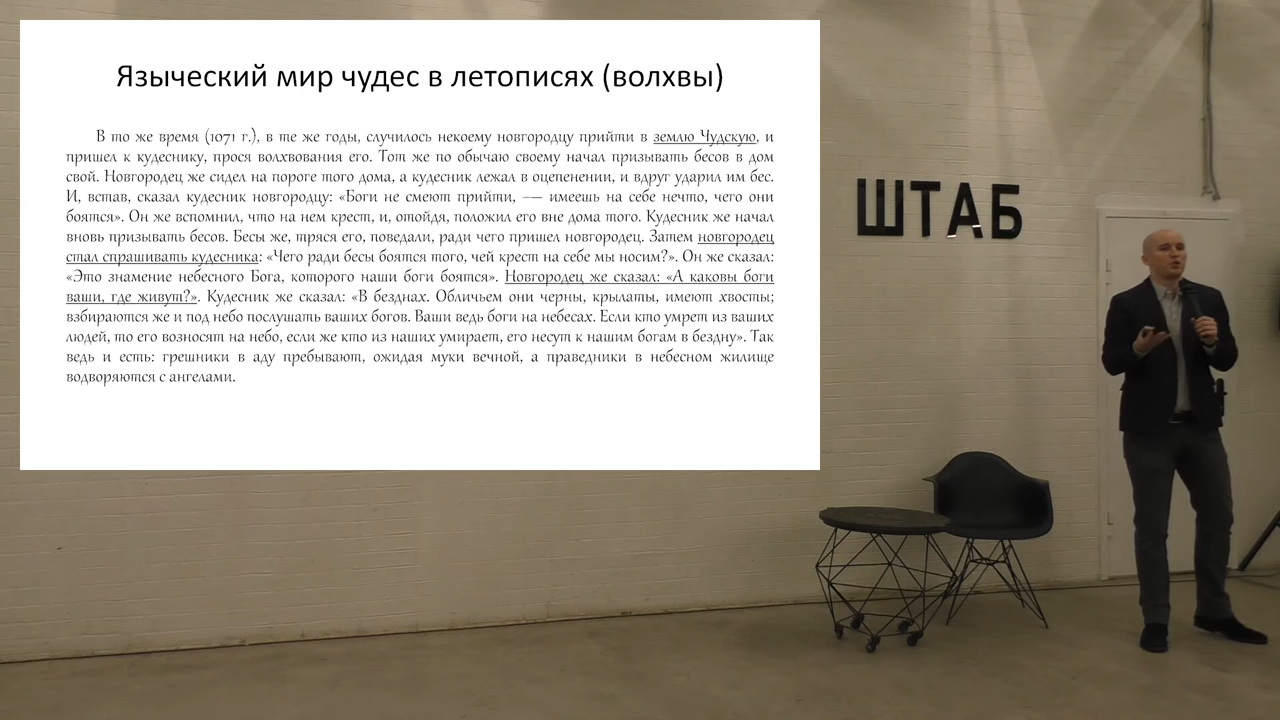 Языческий мир чудес в летописях (волхвы)
В то же время (1071 г.), в те же годы, случилось некоему новгородцу прийти в землю Чудскую, и
пришел к кудеснику, прося волхвования его. Тот же по обычаю своему начал призывать бесов в дом
свой. Новгородец же сидел на пороге того дома, а кудесник лежал в оцепенении, и вдруг ударил им бес.
И, встав, сказал кудесник новгородцу: «Боги не смеют прийти, –– имеешь на себе нечто, чего они
боятся». Он же вспомнил, что на нем крест, и, отойдя, положил его вне дома того. Кудесник же начал
вновь призывать бесов. Бесы же, тряся его, поведали, ради чего пришел новгородец. Затем новгородец
стал спрашивать кудесника: «Чего ради бесы боятся того, чей крест на себе мы носим?». Он же сказал:
«Это знамение небесного Бога, которого наши боги боятся». Новгородец же сказал: «А каковы боги
ваши, где живут?». Кудесник же сказал: «В безднах. Обличьем они черны, крылаты, имеют хвосты;
взбираются же и под небо послушать ваших богов. Ваши ведь боги на небесах. Если кто умрет из ваших
людей, то его возносят на небо, если же кто из наших умирает, его несут к нашим богам в бездну». Так
ведь и есть: грешники в аду пребывают, ожидая муки вечной, а праведники в небесном жилище
водворяются с ангелами.
ШТАБ